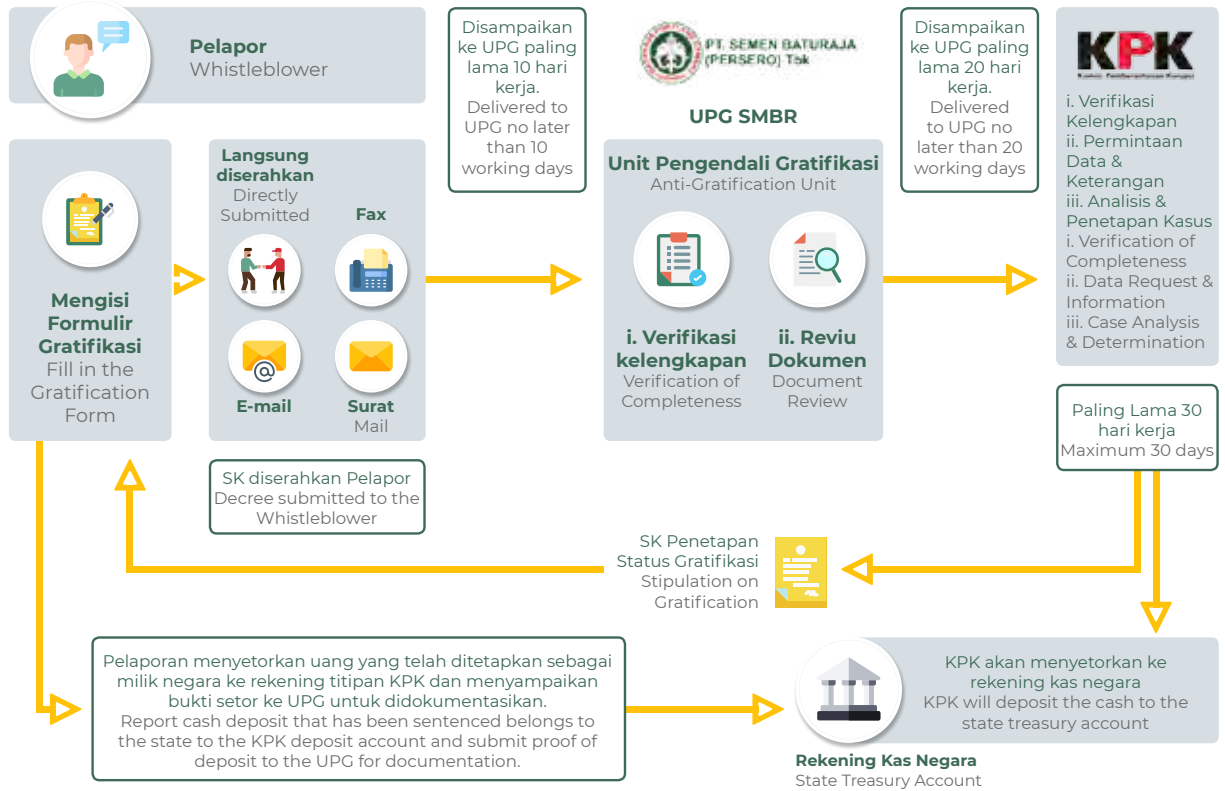 Pelapor
Whistleblower
Disampaikan
ke UPG paling
lama 10 hari
kerja.
Delivered to
UPG no later
than 10
working days
PT. SEMEN BATURAJA
(PERSERO) Tbk
UPG SMBR
Disampaikan
ke UPG paling
lama 20 hari
kerja.
Delivered
to UPG no
later than 20
working days
KPK
Komisi Pemberantasan Korupsi
i. Verifikasi
Kelengkapan
ii. Permintaan
Data &
Keterangan
iii. Analisis &
Penetapan Kasus
i. Verification of
Completeness
ii. Data Request &
Information
iii. Case Analysis
& Determination
Mengisi
Formulir
Gratifikasi
Fill in the
Gratification
Form
Langsung
diserahkan
Directly
Submitted
Fax
E-mail
Surat
Mail
Unit Pengendali Gratifikasi
Anti-Gratification Unit
i. Verifikasi
kelengkapan
Verification of
Completeness
ii. Reviu
Dokumen
Document
Review
Paling Lama 30
hari kerja
Maximum 30 days
SK diserahkan Pelapor
Decree submitted to the
Whistleblower
SK Penetapan
Status Gratifikasi
Stipulation on
Gratification
Pelaporan menyetorkan uang yang telah ditetapkan sebagai
milik negara ke rekening titipan KPK dan menyampaikan
bukti setor ke UPG untuk didokumentasikan.
Report cash deposit that has been sentenced belongs to
the state to the KPK deposit account and submit proof of
deposit to the UPG for documentation.
KPK akan menyetorkan ke
rekening kas negara
KPK will deposit the cash to the
state treasury account
Rekening Kas Negara
State Treasury Account